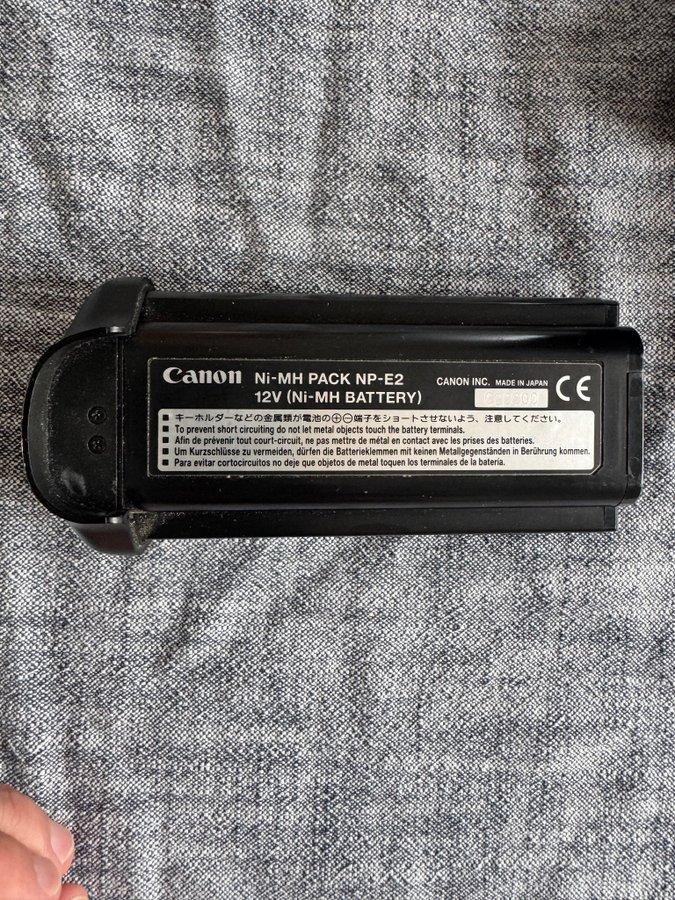 Canon Ni-MH PACK NP-E2 CANON INC. MADE IN JAPAN CE
12V (Ni-MH BATTERY)
■ キーホルダーなどの金属類が電池の⊕⊖端子をショートさせないよう、注意してください。
■ To prevent short circuiting do not let metal objects touch the battery terminals.
■ Afin de prévenir tout court-circuit, ne pas mettre de métal en contact avec les prises des batteries.
■ Um Kurzschlüsse zu vermeiden, dürfen die Batterieklemmen mit keinen Metallgegenständen in Berührung kommen.
■ Para evitar cortocircuitos no deje que objetos de metal toquen los terminales de la batería.